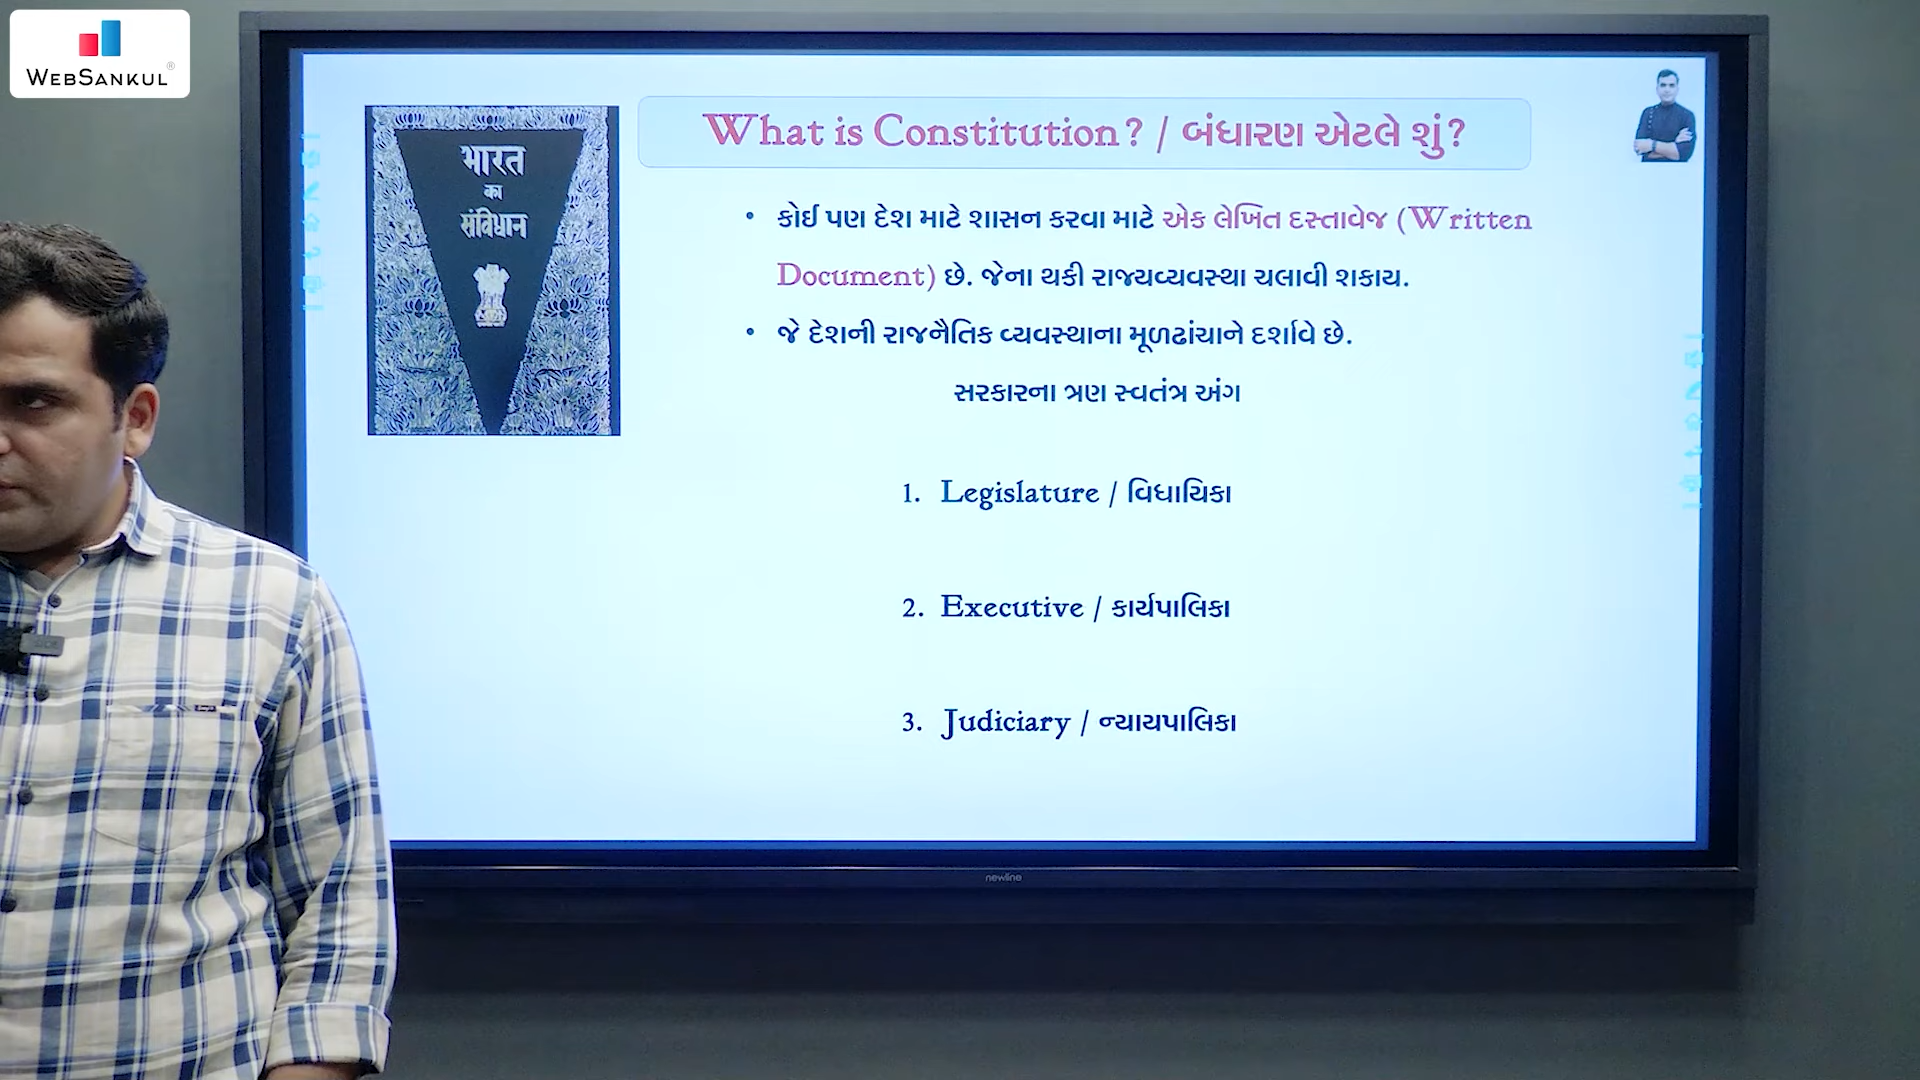 WEBSANKUL
भारत
का
संविधान
What is Constitution? / બંધારણ એટલે શું?
• કોઈ પણ દેશ માટે શાસન કરવા માટે એક લેખિત દસ્તાવેજ (Written
Document) છે. જેના થકી રાજ્યવ્યવસ્થા ચલાવી શકાય.
• જે દેશની રાજનૈતિક વ્યવસ્થાના મૂળઢાંચાને દર્શાવે છે.
સરકારના ત્રણ સ્વતંત્ર અંગ
1. Legislature / વિધાયિકા
2. Executive / કાર્યપાલિકા
3. Judiciary / ન્યાયપાલિકા
newline